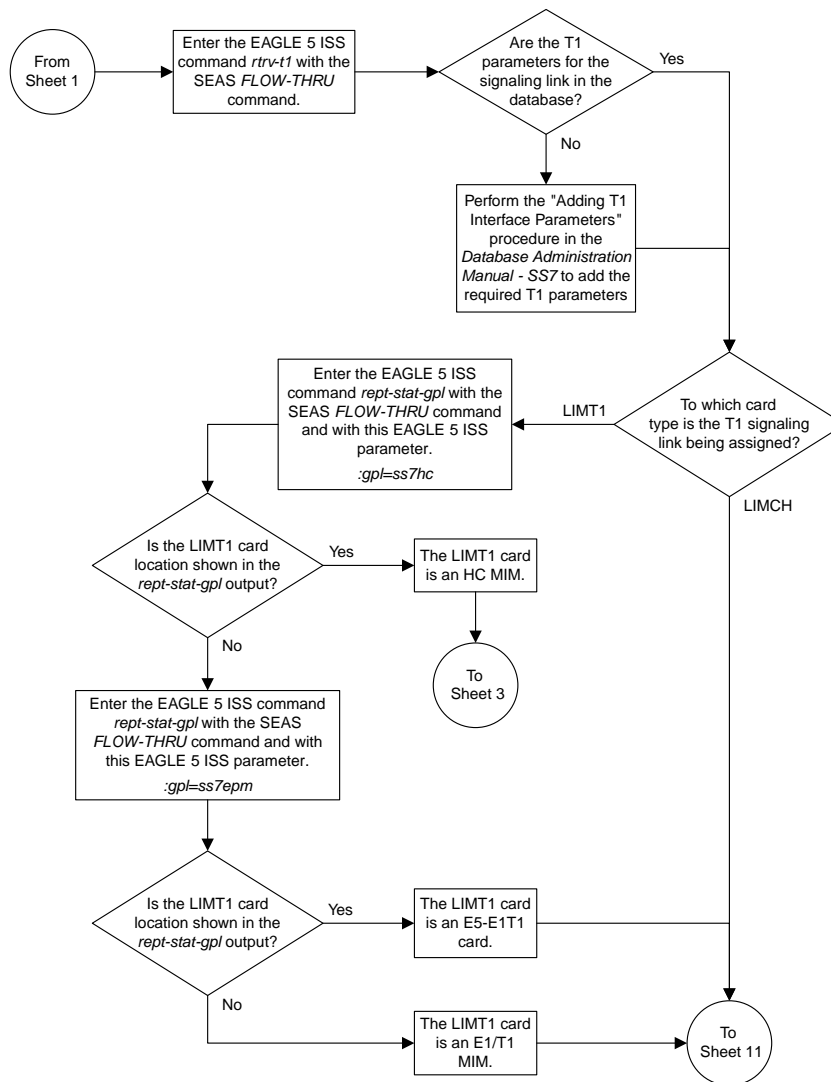 From
Sheet 1
Enter the EAGLE 5 ISS
command rtrv-t1 with the
SEAS FLOW-THRU
command.
Are the T1
parameters for the
signaling link in the
database?
Yes
No
Perform the "Adding T1
Interface Parameters"
procedure in the
Database Administration
Manual - SS7 to add the
required T1 parameters
To which card
type is the T1 signaling
link being assigned?
LIMT1
LIMCH
Enter the EAGLE 5 ISS
command rept-stat-gpl with the
SEAS FLOW-THRU command
and with this EAGLE 5 ISS
parameter.
:gpl=ss7hc
Is the LIMT1 card
location shown in the
rept-stat-gpl output?
Yes
The LIMT1 card
is an HC MIM.
To
Sheet 3
No
Enter the EAGLE 5 ISS command
rept-stat-gpl with the SEAS
FLOW-THRU command and with
this EAGLE 5 ISS parameter.
:gpl=ss7epm
Is the LIMT1 card
location shown in the
rept-stat-gpl output?
Yes
The LIMT1 card
is an E5-E1T1
card.
No
The LIMT1 card
is an E1/T1
MIM.
To
Sheet 11